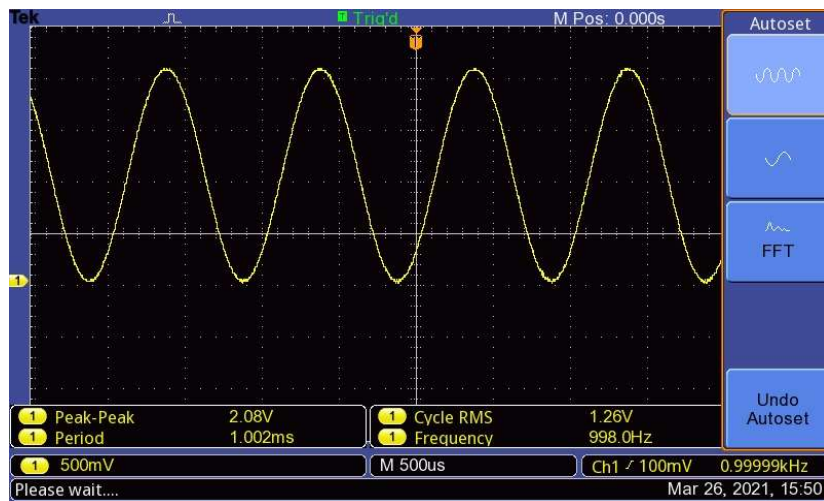 Tek T Trig'd M Pos: 0.000s
Autoset
T
FFT
1
Undo
Autoset
1 Peak-Peak 2.08V 1 Cycle RMS 1.26V
1 Period 1.002ms 1 Frequency 998.0Hz
1 500mV M 500us Ch1 100mV 0.99999kHz
Please wait.... Mar 26, 2021, 15:50